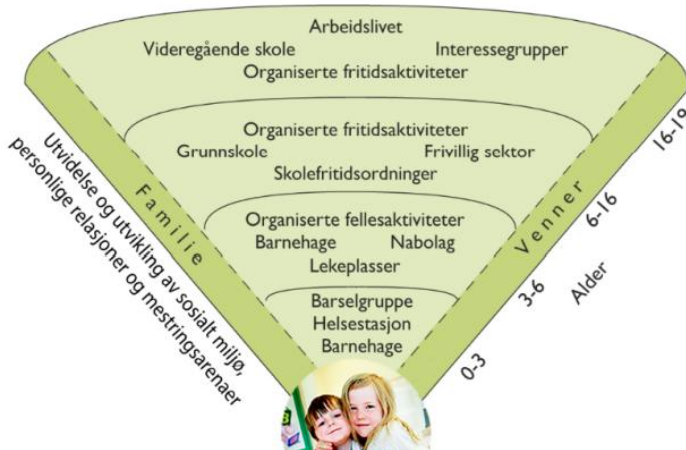 Arbeidslivet
Videregående skole
Interessegrupper
Organiserte fritidsaktiviteter
Organiserte fritidsaktiviteter
Grunnskole
Frivillig sektor
Skolefritidsordninger
Organiserte fellesaktiviteter
Barnehage
Nabolag
Lekeplasser
Barselgruppe
Helsestasjon
Barnehage
Familie
Venner
Utvidelse og utvikling av sosialt miljø,
personlige relasjoner og mestringsarenaer
16-19
6-16
3-6
0-3
Alder